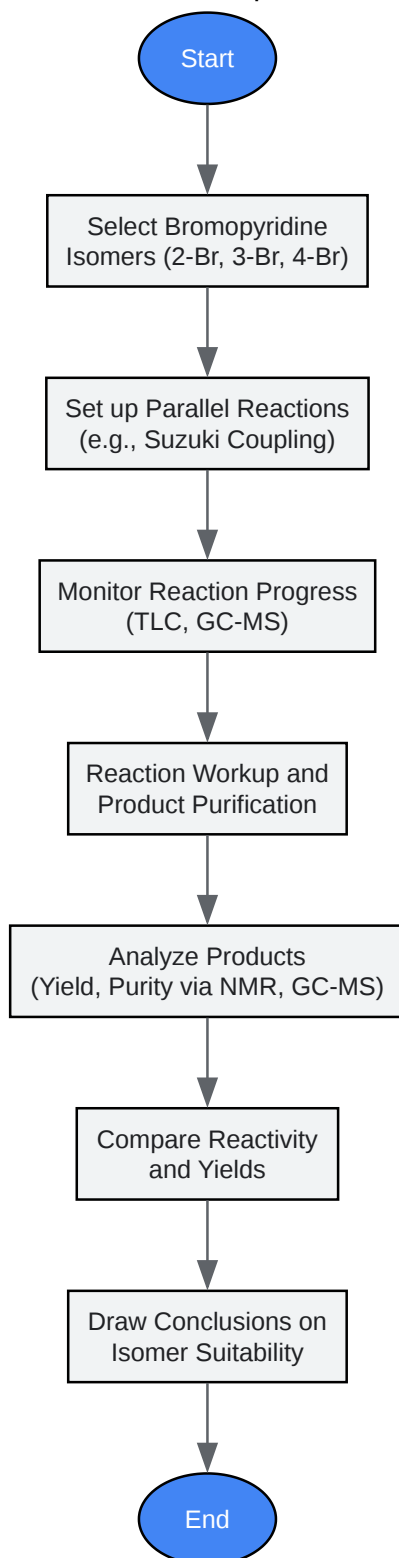 Start
Select Bromopyridine
Isomers (2-Br, 3-Br, 4-Br)
Set up Parallel Reactions
(e.g., Suzuki Coupling)
Monitor Reaction Progress
(TLC, GC-MS)
Reaction Workup and
Product Purification
Analyze Products
(Yield, Purity via NMR, GC-MS)
Compare Reactivity
and Yields
Draw Conclusions on
Isomer Suitability
End